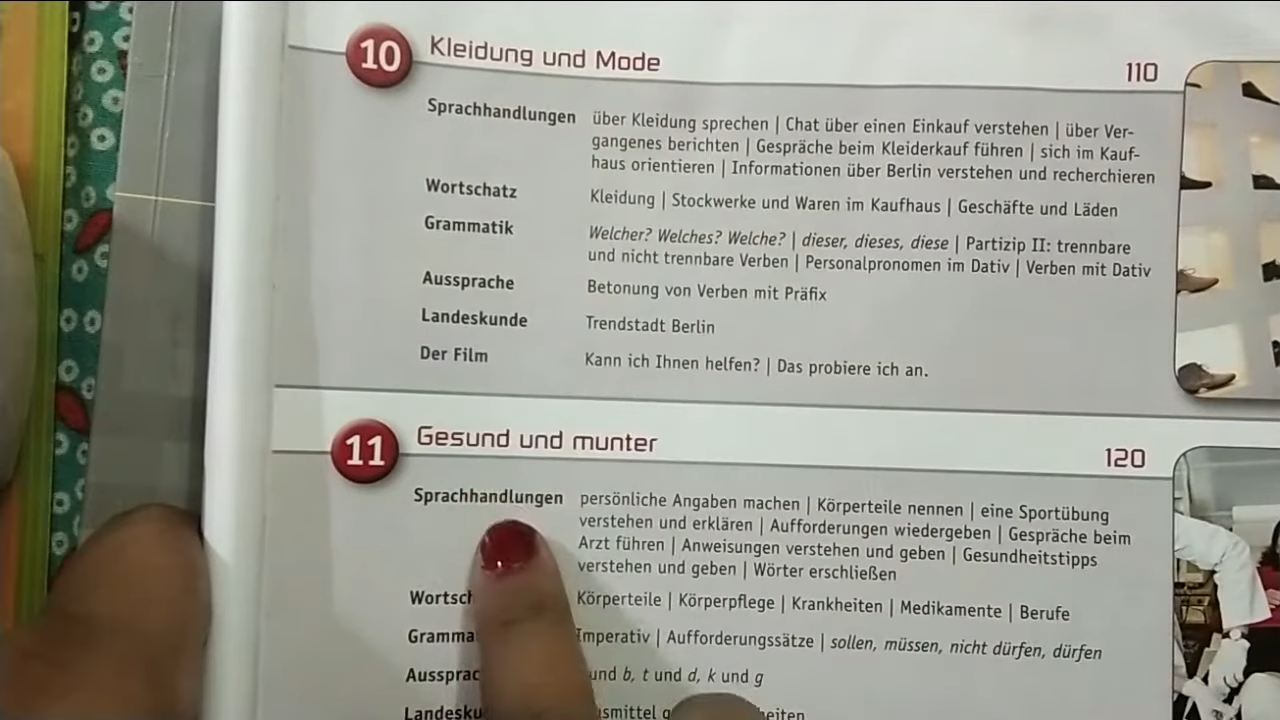 10 Kleidung und Mode 110
Sprachhandlungen über Kleidung sprechen | Chat über einen Einkauf verstehen | über Ver-
gangenes berichten | Gespräche beim Kleiderkauf führen | sich im Kauf-
haus orientieren | Informationen über Berlin verstehen und recherchieren
Wortschatz Kleidung | Stockwerke und Waren im Kaufhaus | Geschäfte und Läden
Grammatik Welcher? Welches? Welche? | dieser, dieses, diese | Partizip II: trennbare
und nicht trennbare Verben | Personalpronomen im Dativ | Verben mit Dativ
Aussprache Betonung von Verben mit Präfix
Landeskunde Trendstadt Berlin
Der Film Kann ich Ihnen helfen? | Das probiere ich an.
11 Gesund und munter 120
Sprachhandlungen persönliche Angaben machen | Körperteile nennen | eine Sportübung
verstehen und erklären | Aufforderungen wiedergeben | Gespräche beim
Arzt führen | Anweisungen verstehen und geben | Gesundheitstipps
verstehen und geben | Wörter erschließen
Körperteile | Körperpflege | Krankheiten | Medikamente | Berufe
Imperativ | Aufforderungssätze | sollen, müssen, nicht dürfen, dürfen
und b, t und d, k und g